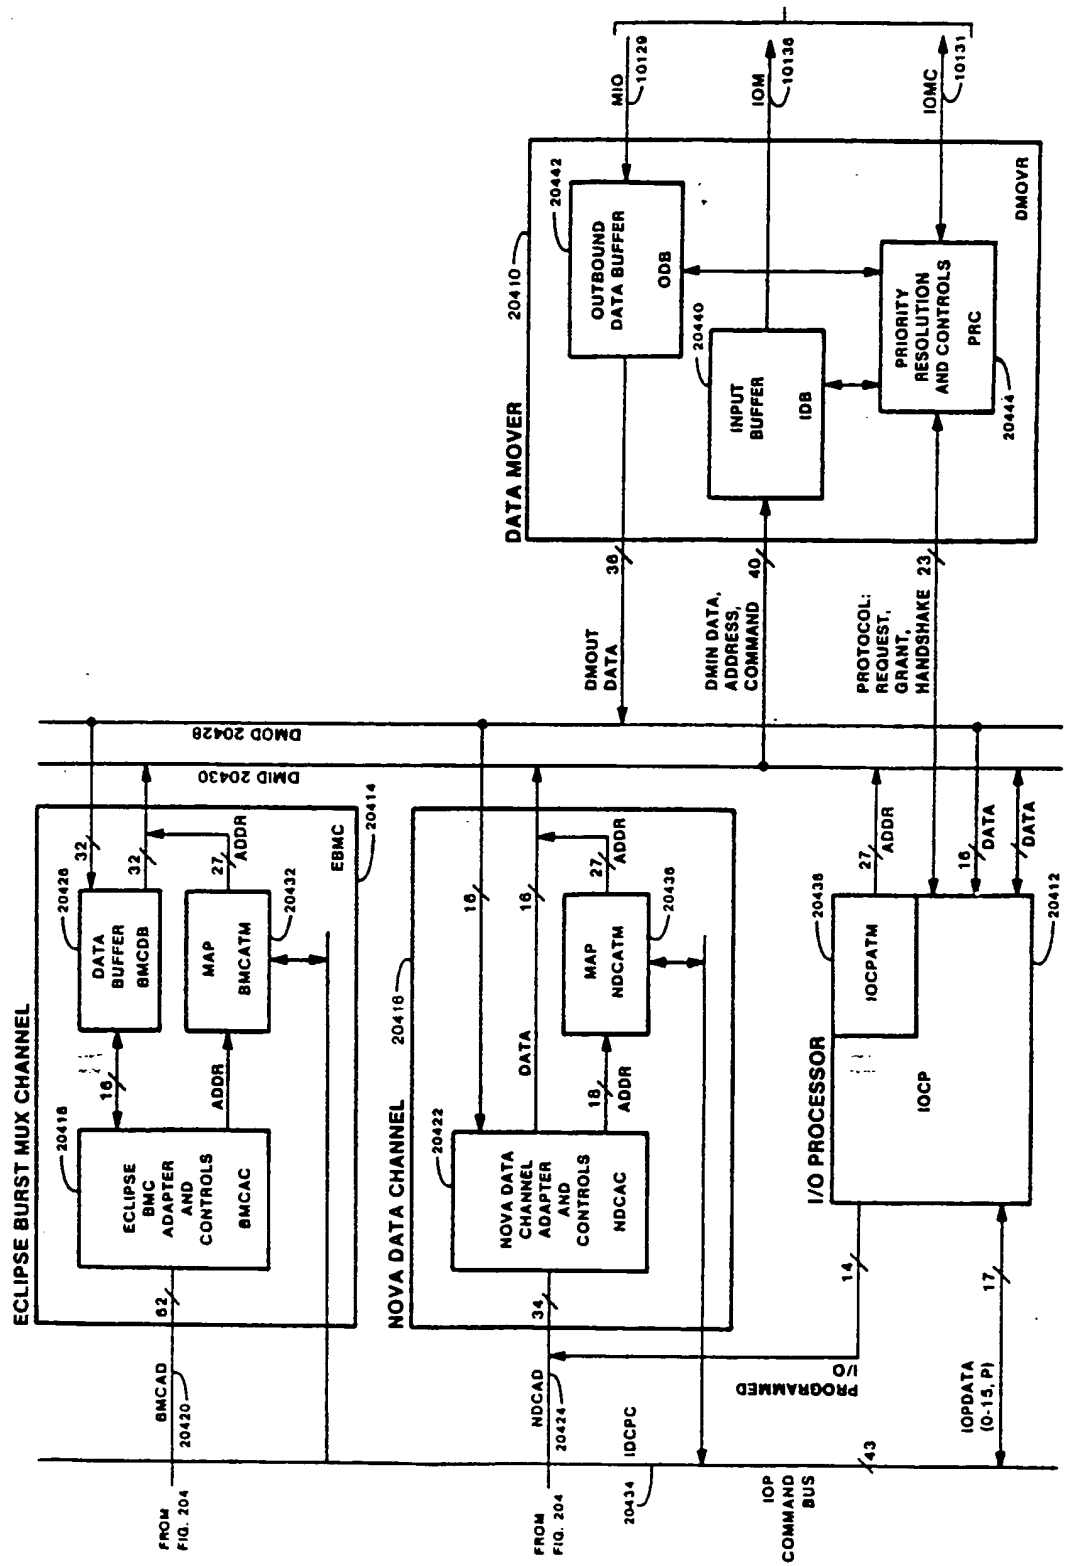 ECLIPSE BURST MUX CHANNEL
20418
ECLIPSE
BMC
ADAPTER
AND
CONTROLS
BMCAC
16
ADDR
20426
DATA
BUFFER
BMCDB
MAP
BMCATM
20432
32
32
27
ADDR
EBMC
20414
62
BMCAD
20420
FROM
FIG. 204
DMOD 20428
DMID 20430
NOVA DATA CHANNEL
20416
20422
NOVA DATA
CHANNEL
ADAPTER
AND
CONTROLS
NDCAC
16
16
DATA
18
ADDR
MAP
NDCATM
20436
27
ADDR
34
NDCAD
20424
FROM
FIG. 204
IDCPC
20434
IOP
COMMAND
BUS
43
PROGRAMMED
I/O
14
I/O PROCESSOR
IOCP
IOCPATM
20438
27
ADDR
16
DATA
DATA
20412
17
IOPDATA
(0-15, P)
DATA MOVER
20410
OUTBOUND
DATA BUFFER
ODB
20442
INPUT
BUFFER
IDB
20440
PRIORITY
RESOLUTION
AND CONTROLS
PRC
20444
DMOVR
DMOUT
DATA
36
DMIN DATA,
ADDRESS,
COMMAND
40
PROTOCOL:
REQUEST,
GRANT,
HANDSHAKE
23
MIO
10129
IOM
10136
IOMC
10131